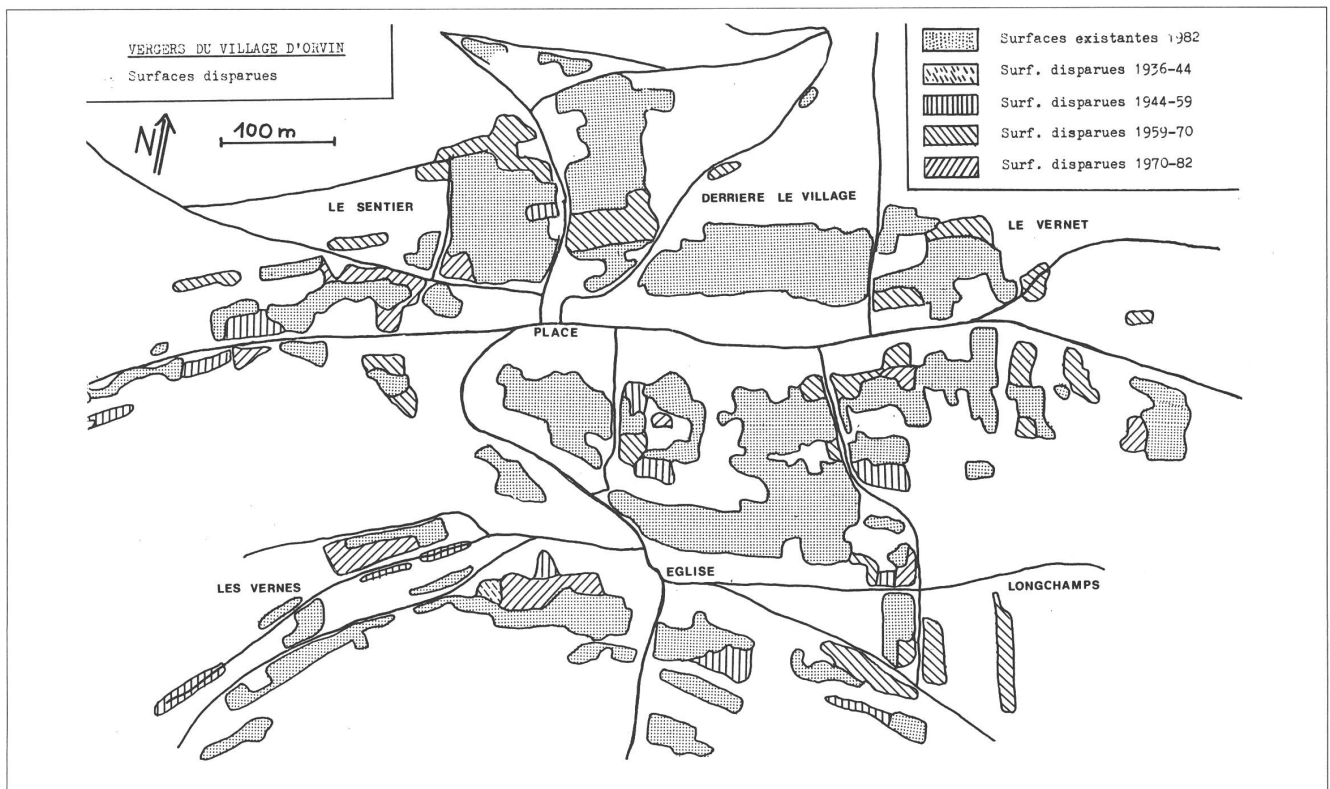 VERGERS DU VILLAGE D'ORVIN
Surfaces disparues
N
100 m
Surfaces existantes 1982
Surf. disparues 1936-44
Surf. disparues 1944-59
Surf. disparues 1959-70
Surf. disparues 1970-82
LE SENTIER
DERRIERE LE VILLAGE
LE VERNET
PLACE
LES VERNES
EGLISE
LONGCHAMPS